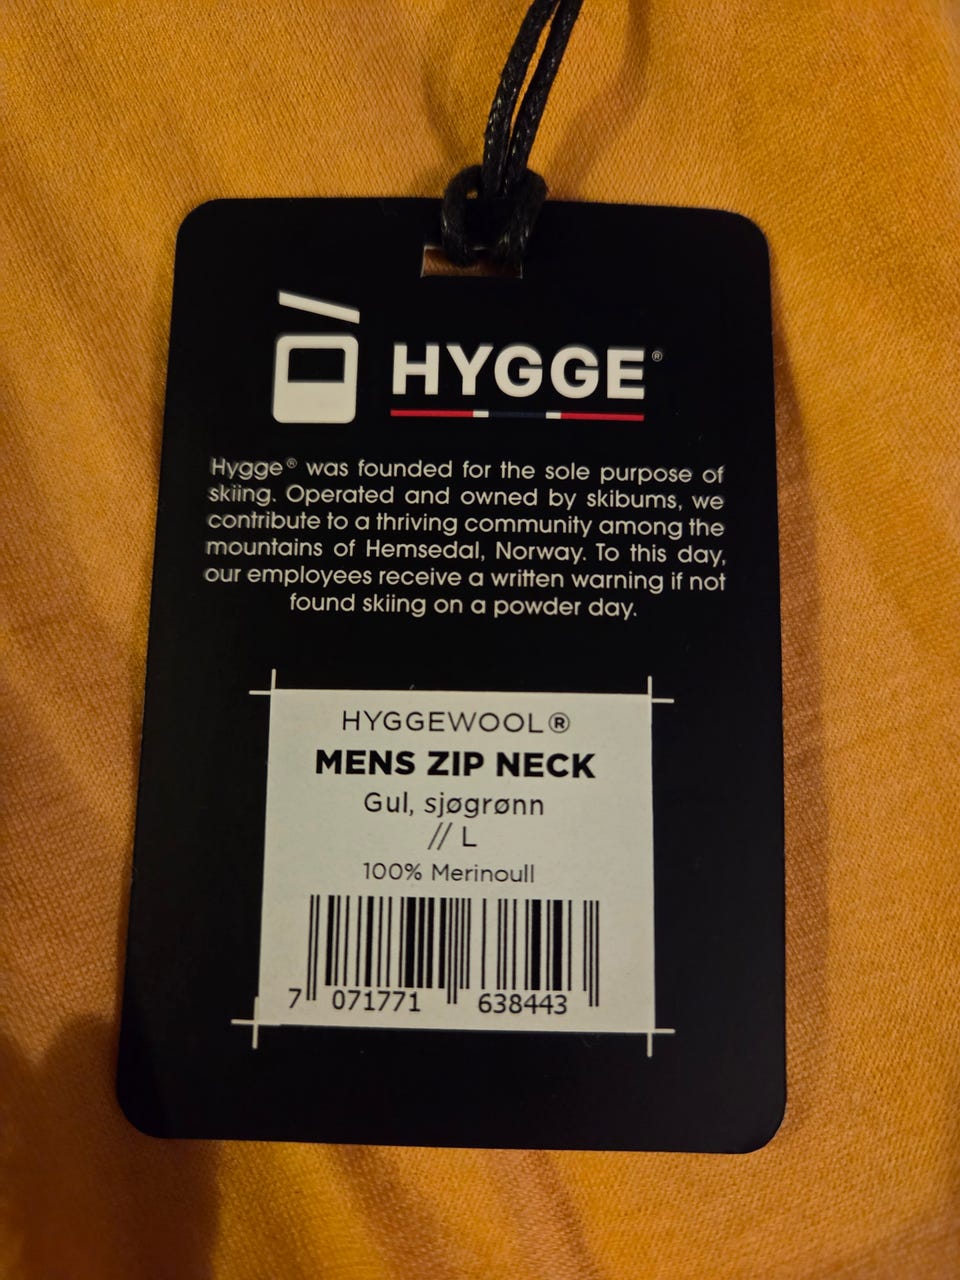 HYGGE®
Hygge® was founded for the sole purpose of
skiing. Operated and owned by skibums, we
contribute to a thriving community among the
mountains of Hemsedal, Norway. To this day,
our employees receive a written warning if not
found skiing on a powder day.
HYGGEWOOL®
MENS ZIP NECK
Gul, sjøgrønn
// L
100% Merinoull
7 071771 638443